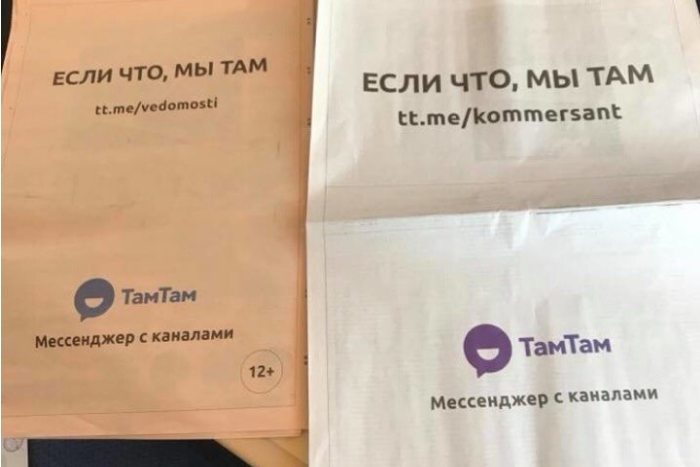 ЕСЛИ ЧТО, МЫ ТАМ
tt.me/vedomosti
ТамТам
Мессенджер с каналами
12+
ЕСЛИ ЧТО, МЫ ТАМ
tt.me/kommersant
ТамТам
Мессенджер с каналами